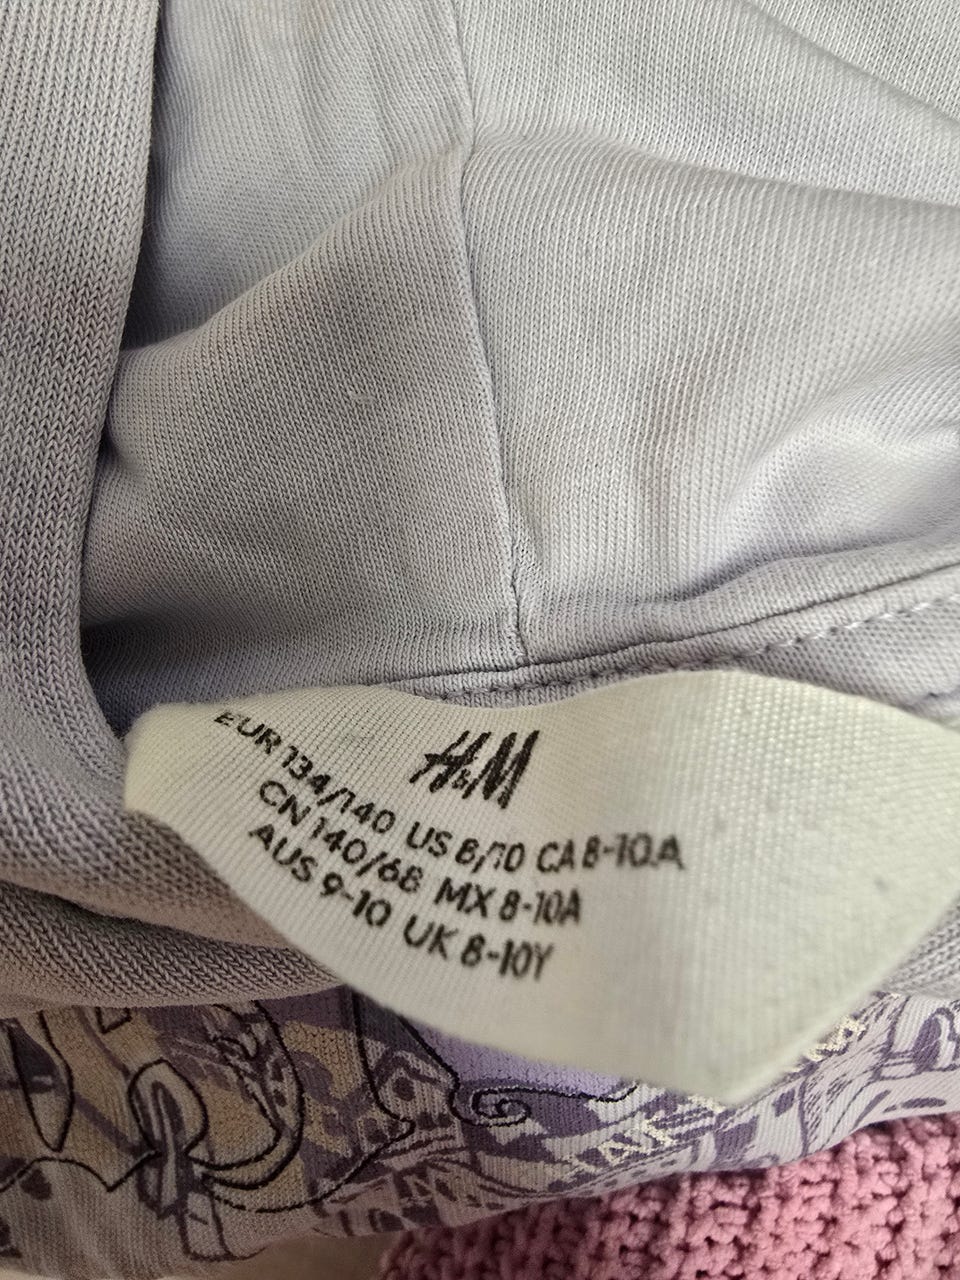 H&M
EUR 134/140 US 8/10 CA 8-10A
CN 140/68 MX 8-10A
AUS 9-10 UK 8-10Y